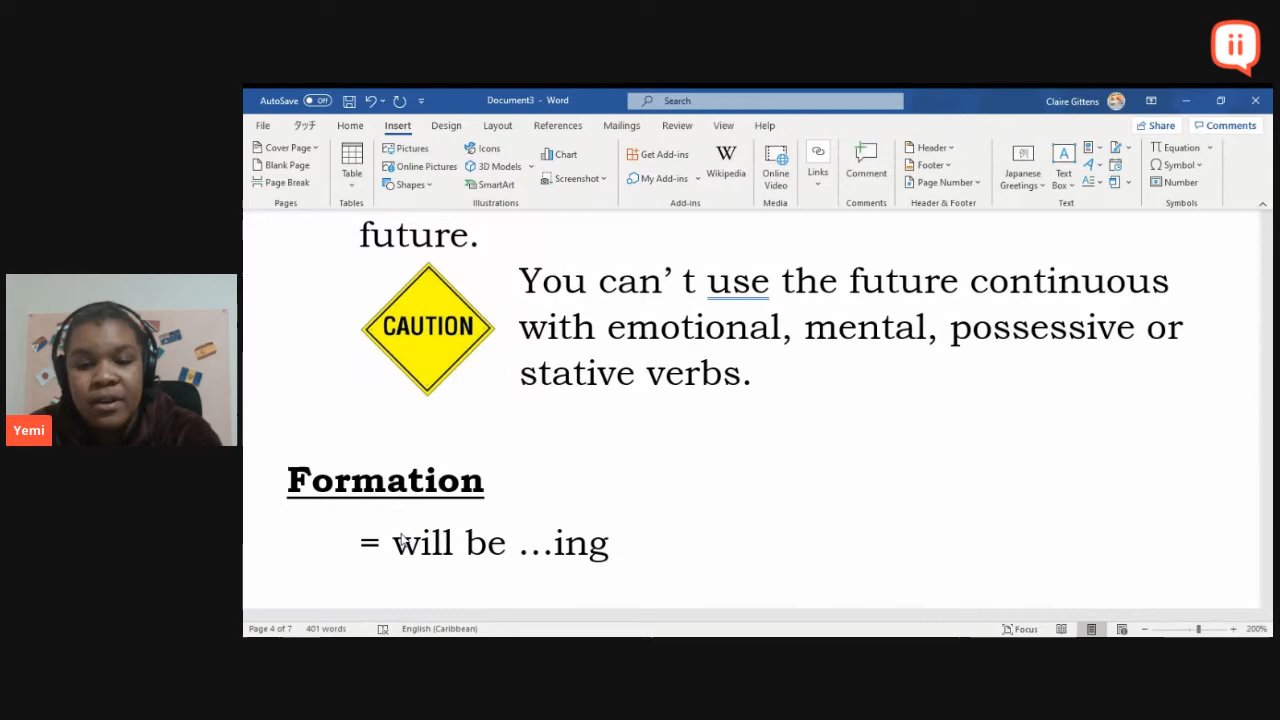 ii
AutoSave Off Document3 - Word Search Claire Gittens
File タッチ Home Insert Design Layout References Mailings Review View Help Share Comments
Cover Page
Blank Page
Page Break
Pages
Table
Tables
Pictures Icons
Online Pictures 3D Models
Shapes SmartArt
Chart
Screenshot
Illustrations
Get Add-ins
My Add-ins
Wikipedia
Add-ins
Online
Video
Media
Links
Comment
Comments
Header
Footer
Page Number
Header & Footer
例
Japanese
Greetings
A
Text
Box
Text
Equation
Symbol
Number
Symbols
future.
CAUTION
You can’ t use the future continuous
with emotional, mental, possessive or
stative verbs.
Formation
= will be …ing
Yemi
Page 4 of 7 401 words English (Caribbean) Focus 200%